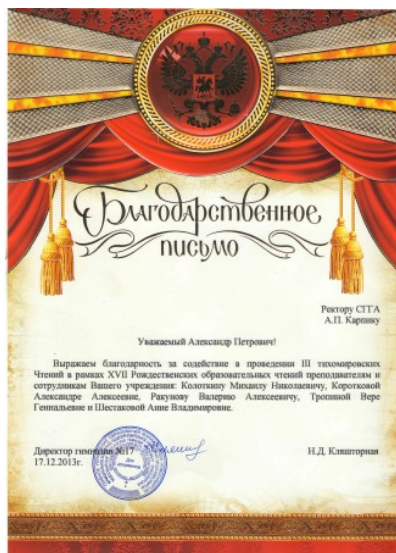 Благодарственное
письмо
Ректору СГГА
А.П. Карпику
Уважаемый Александр Петрович!
Выражаем благодарность за содействие в проведении III тихомировских
Чтений в рамках XVII Рождественских образовательных чтений преподавателям и
сотрудникам Вашего учреждения: Колоткину Михаилу Николаевичу, Коротковой
Александре Алексеевне, Ракунову Валерию Алексеевичу, Тропиной Вере
Геннальевне и Шестаковой Анне Владимировне.
Директор гимназии №17 Н.Д. Кляшторная
17.12.2013г.